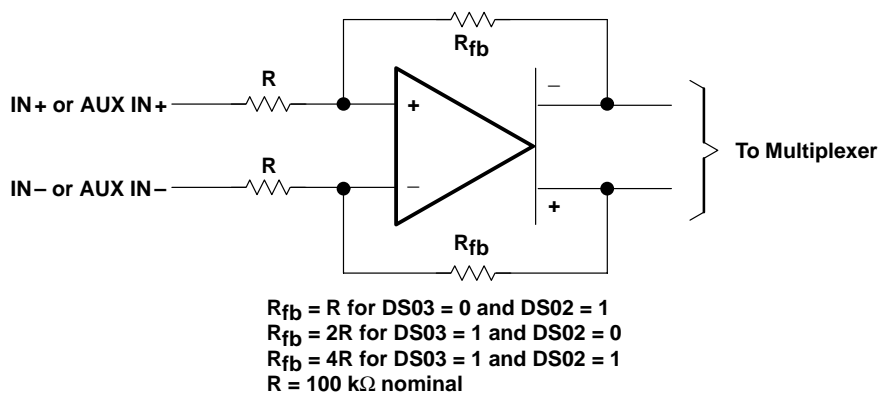 Rfb
R
IN+ or AUX IN+
+
−
R
IN− or AUX IN−
−
+
To Multiplexer
Rfb
Rfb = R for DS03 = 0 and DS02 = 1
Rfb = 2R for DS03 = 1 and DS02 = 0
Rfb = 4R for DS03 = 1 and DS02 = 1
R = 100 kΩ nominal